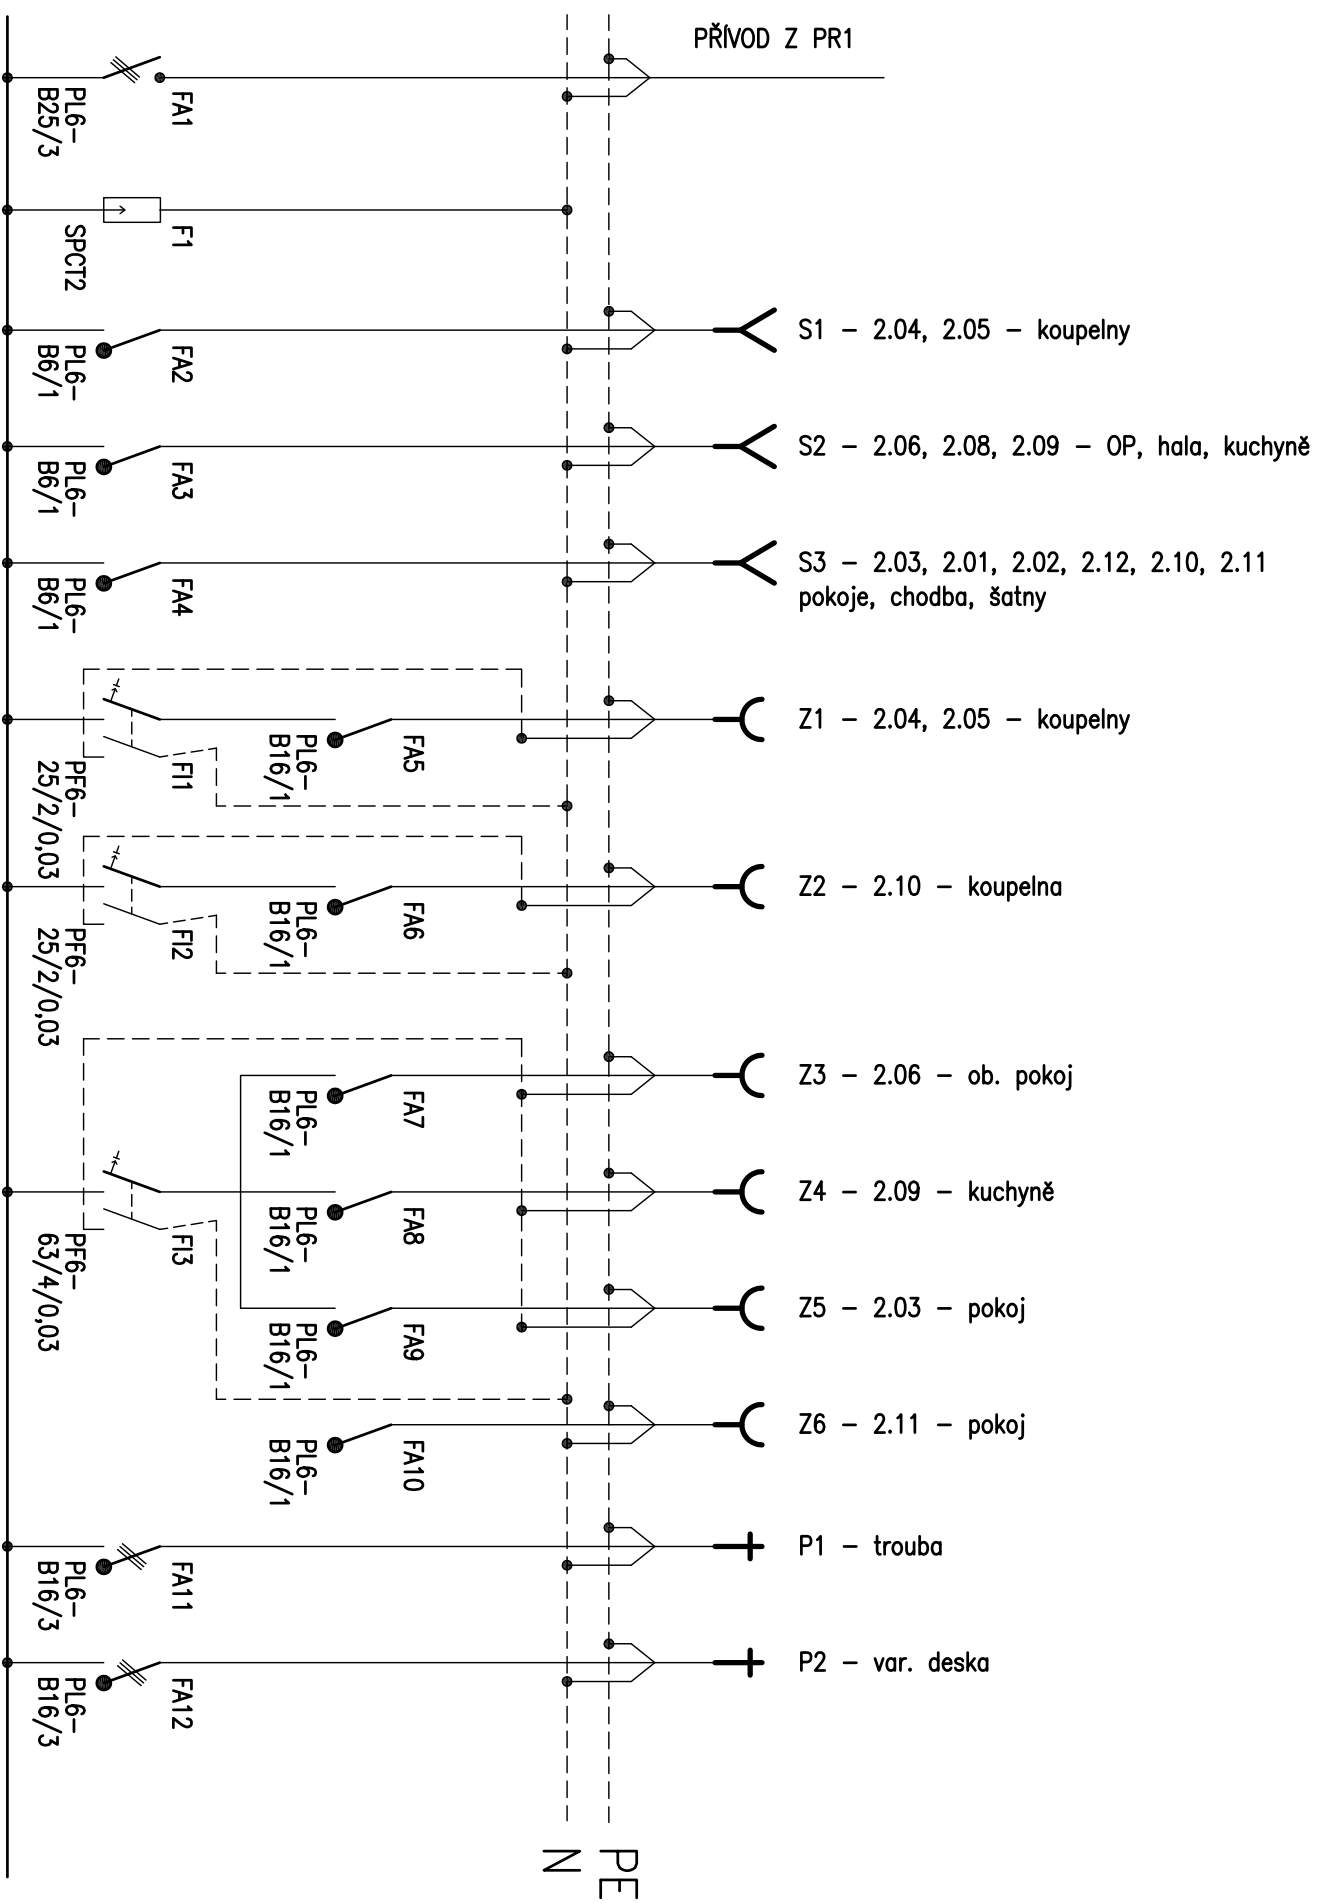 PŘÍVOD Z PR1
FA1
PL6-
B25/3
F1
SPCT2
S1 - 2.04, 2.05 - koupelny
FA2
PL6-
B6/1
S2 - 2.06, 2.08, 2.09 - OP, hala, kuchyně
FA3
PL6-
B6/1
S3 - 2.03, 2.01, 2.02, 2.12, 2.10, 2.11
pokoje, chodba, šatny
FA4
PL6-
B6/1
Z1 - 2.04, 2.05 - koupelny
FA5
PL6-
B16/1
FI1
PF6-
25/2/0,03
Z2 - 2.10 - koupelna
FA6
PL6-
B16/1
FI2
PF6-
25/2/0,03
Z3 - 2.06 - ob. pokoj
FA7
PL6-
B16/1
Z4 - 2.09 - kuchyně
FA8
PL6-
B16/1
FI3
PF6-
63/4/0,03
Z5 - 2.03 - pokoj
FA9
PL6-
B16/1
Z6 - 2.11 - pokoj
FA10
PL6-
B16/1
P1 - trouba
FA11
PL6-
B16/3
P2 - var. deska
FA12
PL6-
B16/3
PE
N